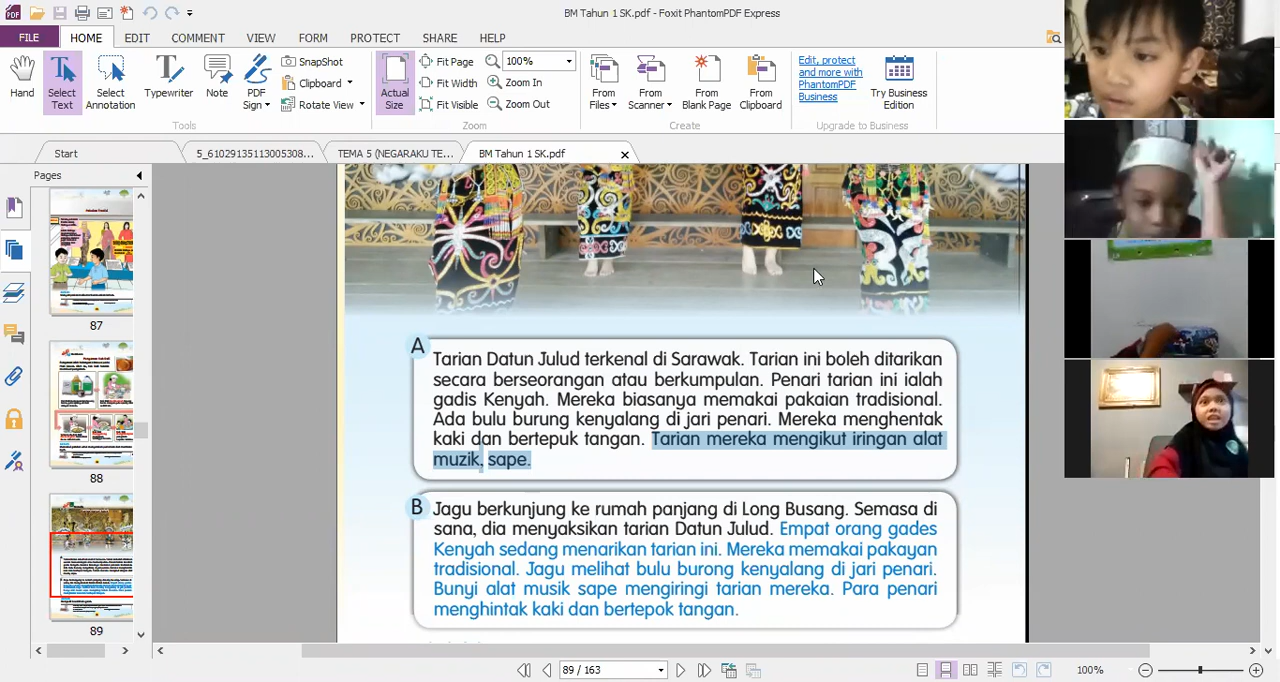 BM Tahun 1 SK.pdf - Foxit PhantomPDF Express
FILE HOME EDIT COMMENT VIEW FORM PROTECT SHARE HELP
Hand
Select Text
Select Annotation
Typewriter
Note
PDF Sign
SnapShot
Clipboard
Rotate View
Tools
Actual Size
Fit Page
Fit Width
Fit Visible
100%
Zoom In
Zoom Out
Zoom
From Files
From Scanner
From Blank Page
From Clipboard
Create
Edit, protect
and more with
PhantomPDF
Business
Try Business Edition
Upgrade to Business
Start
5_61029135113005308...
TEMA 5 (NEGARAKU TE...
BM Tahun 1 SK.pdf
Pages
87
88
89
A
Tarian Datun Julud terkenal di Sarawak. Tarian ini boleh ditarikan
secara berseorangan atau berkumpulan. Penari tarian ini ialah
gadis Kenyah. Mereka biasanya memakai pakaian tradisional.
Ada bulu burung kenyalang di jari penari. Mereka menghentak
kaki dan bertepuk tangan. Tarian mereka mengikut iringan alat
muzik, sape.
B
Jagu berkunjung ke rumah panjang di Long Busang. Semasa di
sana, dia menyaksikan tarian Datun Julud. Empat orang gades
Kenyah sedang menarikan tarian ini. Mereka memakai pakayan
tradisional. Jagu melihat bulu burong kenyalang di jari penari.
Bunyi alat musik sape mengiringi tarian mereka. Para penari
menghintak kaki dan bertepok tangan.
89 / 163
100%